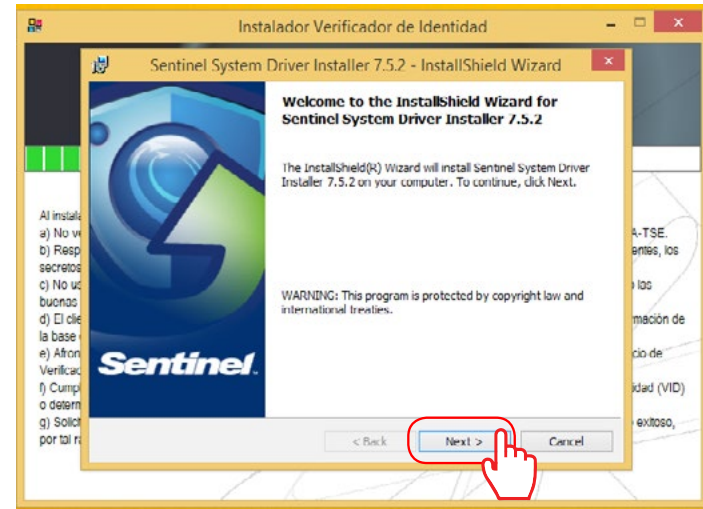 Instalador Verificador de Identidad
Sentinel System Driver Installer 7.5.2 - InstallShield Wizard
Welcome to the InstallShield Wizard for
Sentinel System Driver Installer 7.5.2
The InstallShield(R) Wizard will install Sentinel System Driver
Installer 7.5.2 on your computer. To continue, click Next.
WARNING: This program is protected by copyright law and
international treaties.
Sentinel.
Al instala
a) No A-TSE.
b) Resp entes, los
secretos
c) No us las
buenas
d) El clie mación de
la base
e) Afron cio de
Verificac
f) Cumpl idad (VID)
o determ
g) Solici exitoso,
por tal
< Back Next > Cancel